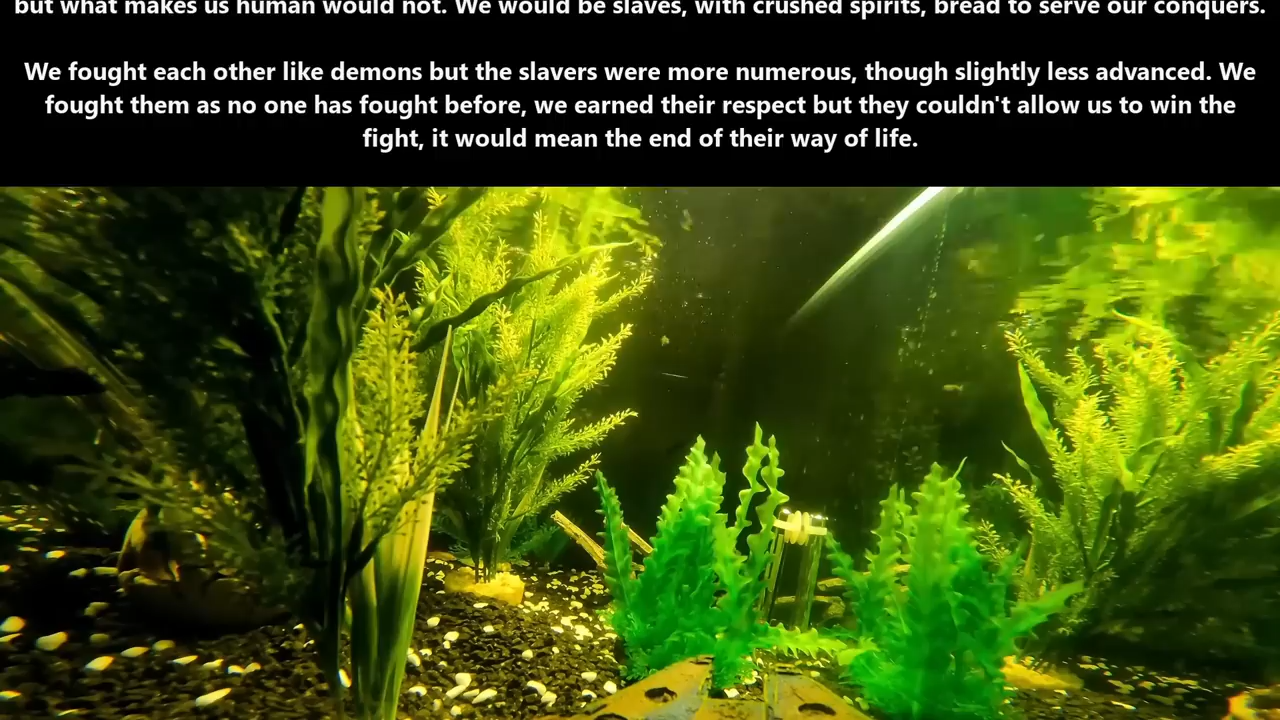 but what makes us human would not. We would be slaves, with crushed spirits, bread to serve our conquers.
We fought each other like demons but the slavers were more numerous, though slightly less advanced. We
fought them as no one has fought before, we earned their respect but they couldn't allow us to win the
fight, it would mean the end of their way of life.